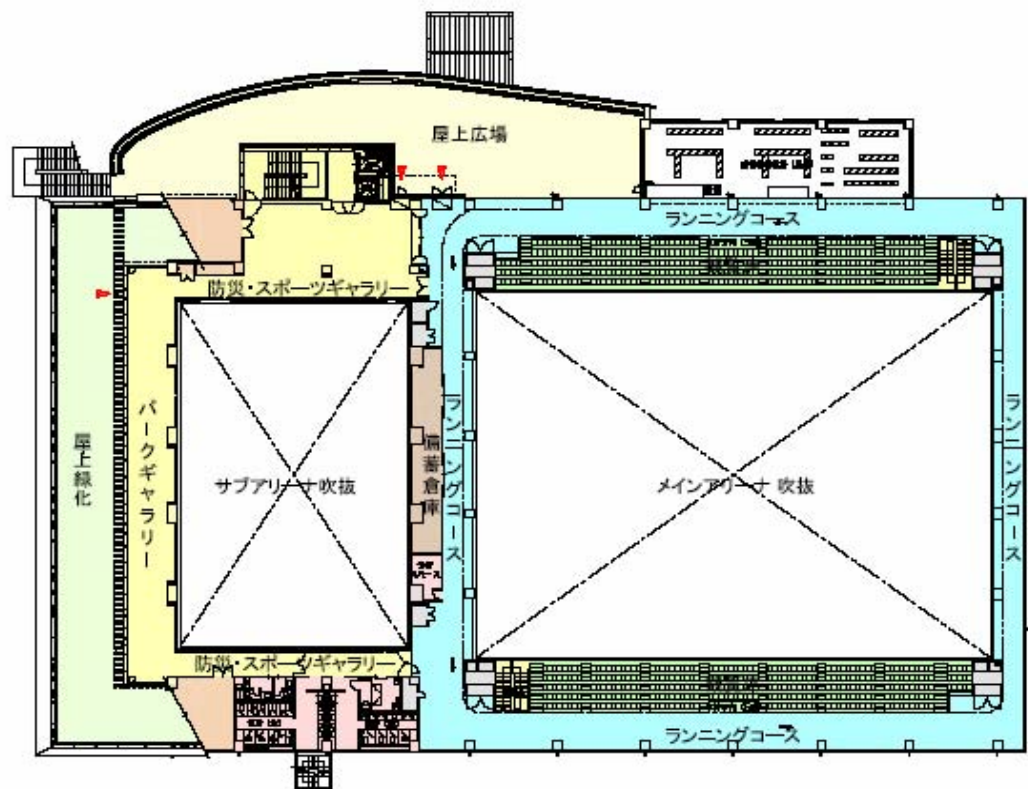 屋上広場
ランニングコース
防災・スポーツギャラリー
屋上緑化
パークギャラリー
サブアリーナ吹抜
備蓄倉庫
ランニングコース
メインアリーナ 吹抜
ランニングコース
防災・スポーツギャラリー
ランニングコース